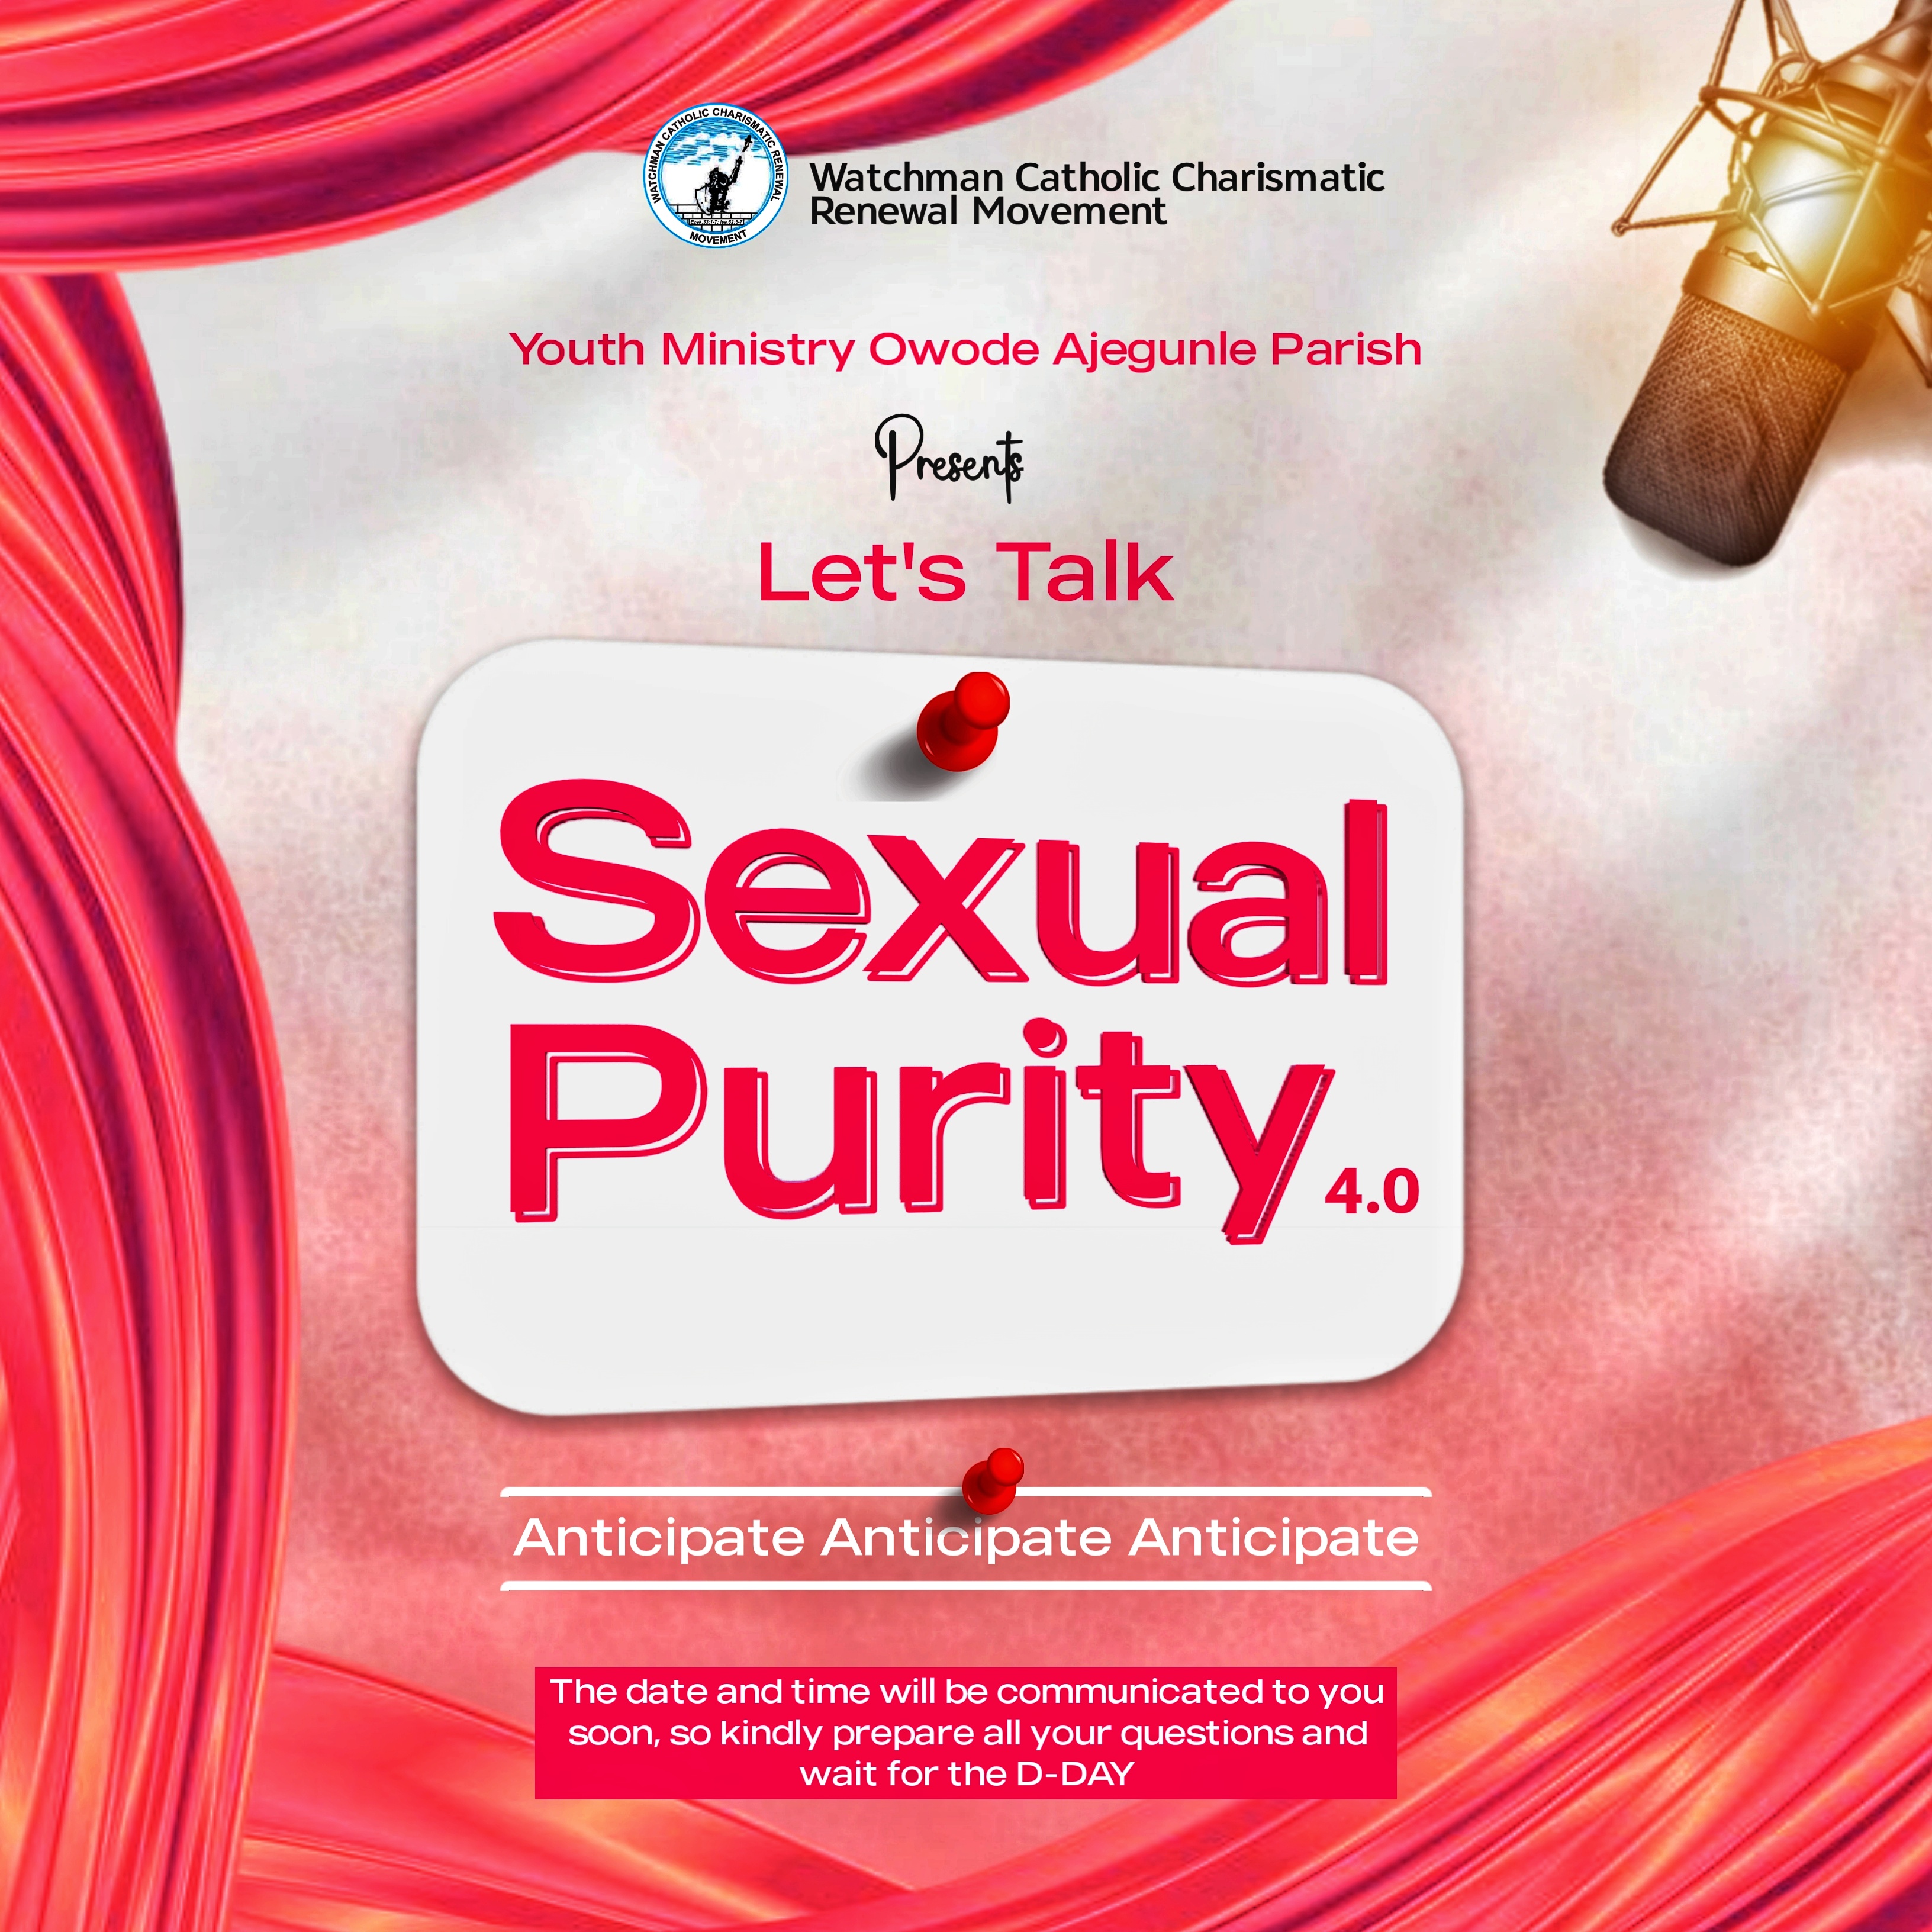 WATCHMAN CATHOLIC CHARISMATIC RENEWAL
MOVEMENT
Watchman Catholic Charismatic
Renewal Movement
Youth Ministry Owode Ajegunle Parish
Presents
Let's Talk
Sexual
Purity 4.0
Anticipate Anticipate Anticipate
The date and time will be communicated to you
soon, so kindly prepare all your questions and
wait for the D-DAY